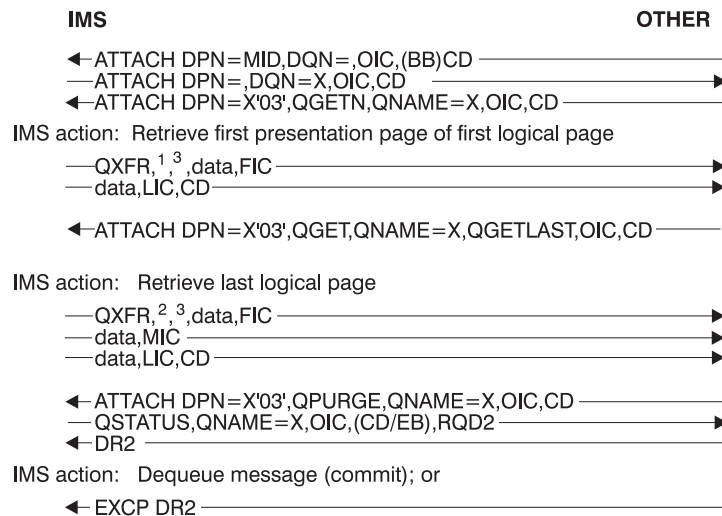 IMS OTHER
ATTACH DPN=MID,DQN=,OIC,(BB)CD
ATTACH DPN=,DQN=X,OIC,CD
ATTACH DPN=X'03',QGETN,QNAME=X,OIC,CD
IMS action: Retrieve first presentation page of first logical page
QXFR,1,3,data,FIC
data,LIC,CD
ATTACH DPN=X'03',QGET,QNAME=X,QGETLAST,OIC,CD
IMS action: Retrieve last logical page
QXFR,2,3,data,FIC
data,MIC
data,LIC,CD
ATTACH DPN=X'03',QPURGE,QNAME=X,OIC,CD
QSTATUS,QNAME=X,OIC,(CD/EB),RQD2
DR2
IMS action: Dequeue message (commit); or
EXCP DR2